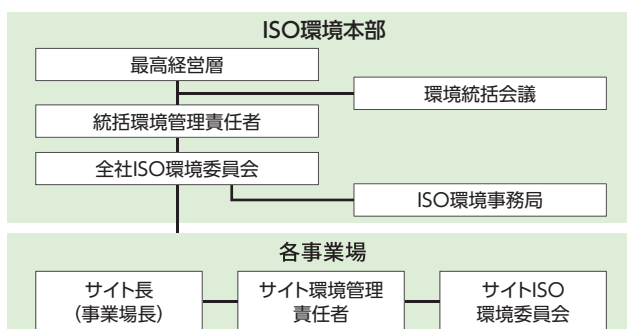 ISO環境本部
最高経営層
環境統括会議
統括環境管理責任者
全社ISO環境委員会
ISO環境事務局
各事業場
サイト長
(事業場長)
サイト環境管理
責任者
サイトISO
環境委員会